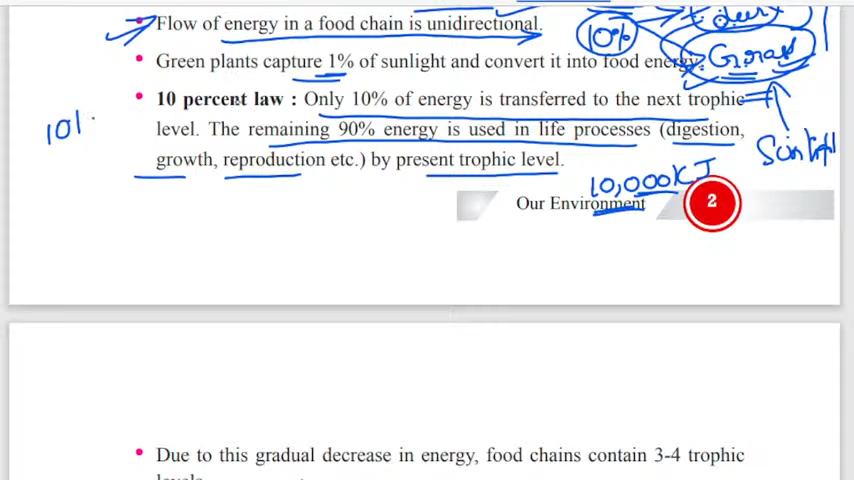 • Flow of energy in a food chain is unidirectional.
10%
Grass
• Green plants capture 1% of sunlight and convert it into food energy.
• 10 percent law : Only 10% of energy is transferred to the next trophic
level. The remaining 90% energy is used in life processes (digestion,
growth, reproduction etc.) by present trophic level.
10,000KJ
Our Environment
2
• Due to this gradual decrease in energy, food chains contain 3-4 trophic
levels.